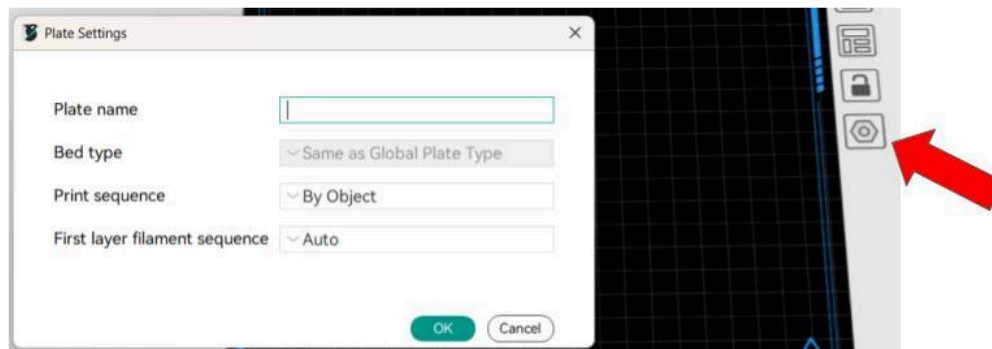 Plate Settings
Plate name
Bed type
Same as Global Plate Type
Print sequence
By Object
First layer filament sequence
Auto
OK
Cancel